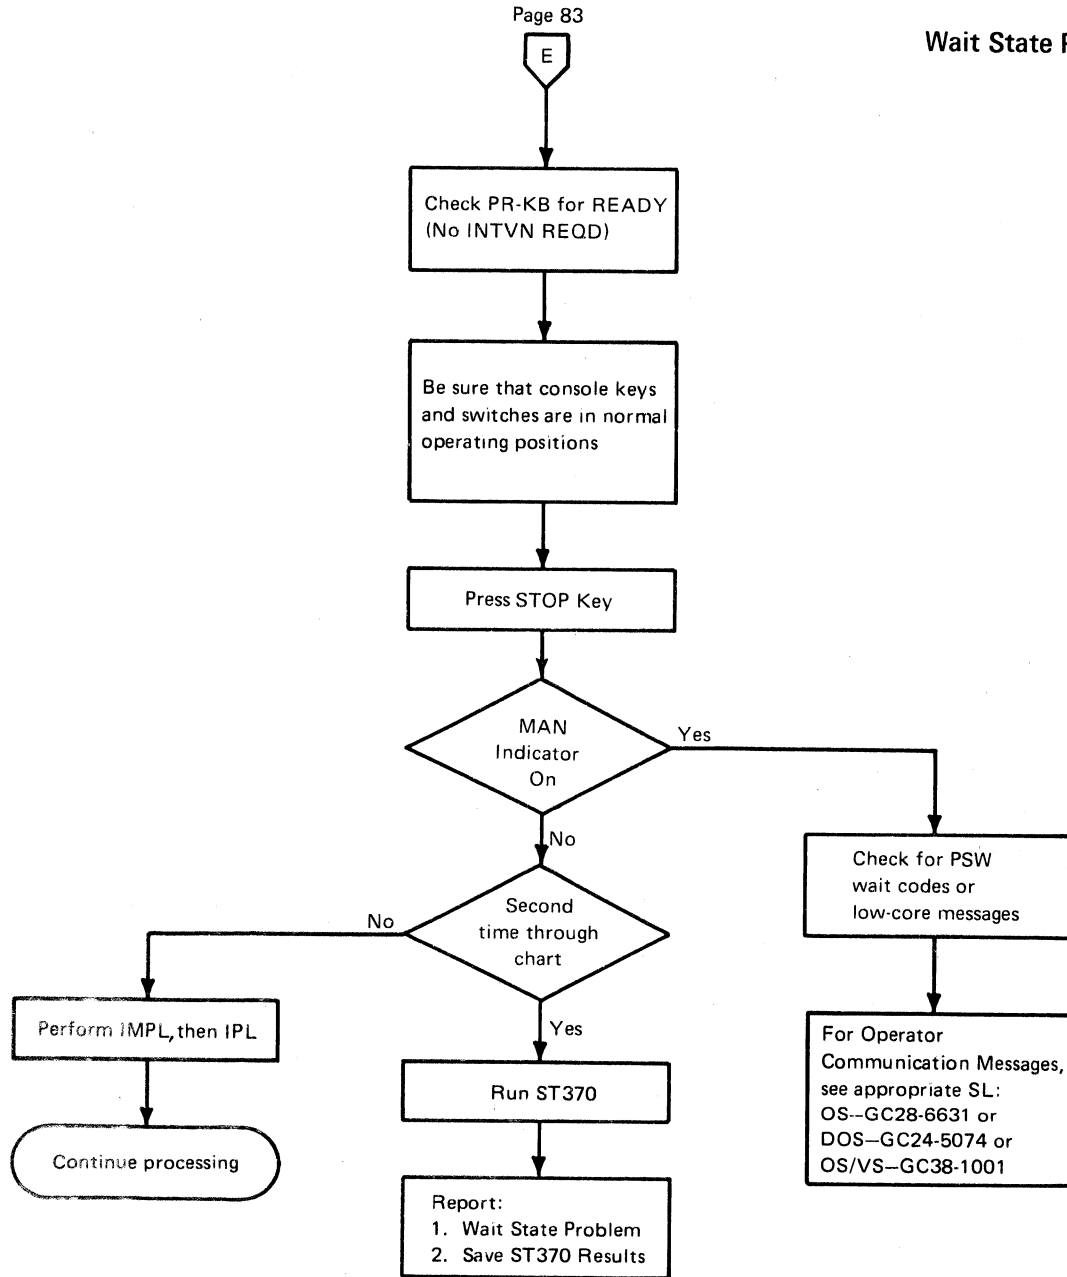 Page 83
Wait State
E
Check PR-KB for READY
(No INTVN REQD)
Be sure that console keys
and switches are in normal
operating positions
Press STOP Key
MAN
Indicator
On
Yes
No
Second
time through
chart
No
Yes
Check for PSW
wait codes or
low-core messages
Perform IMPL, then IPL
Continue processing
Run ST370
Report:
1. Wait State Problem
2. Save ST370 Results
For Operator
Communication Messages,
see appropriate SL:
OS--GC28-6631 or
DOS—GC24-5074 or
OS/VS—GC38-1001